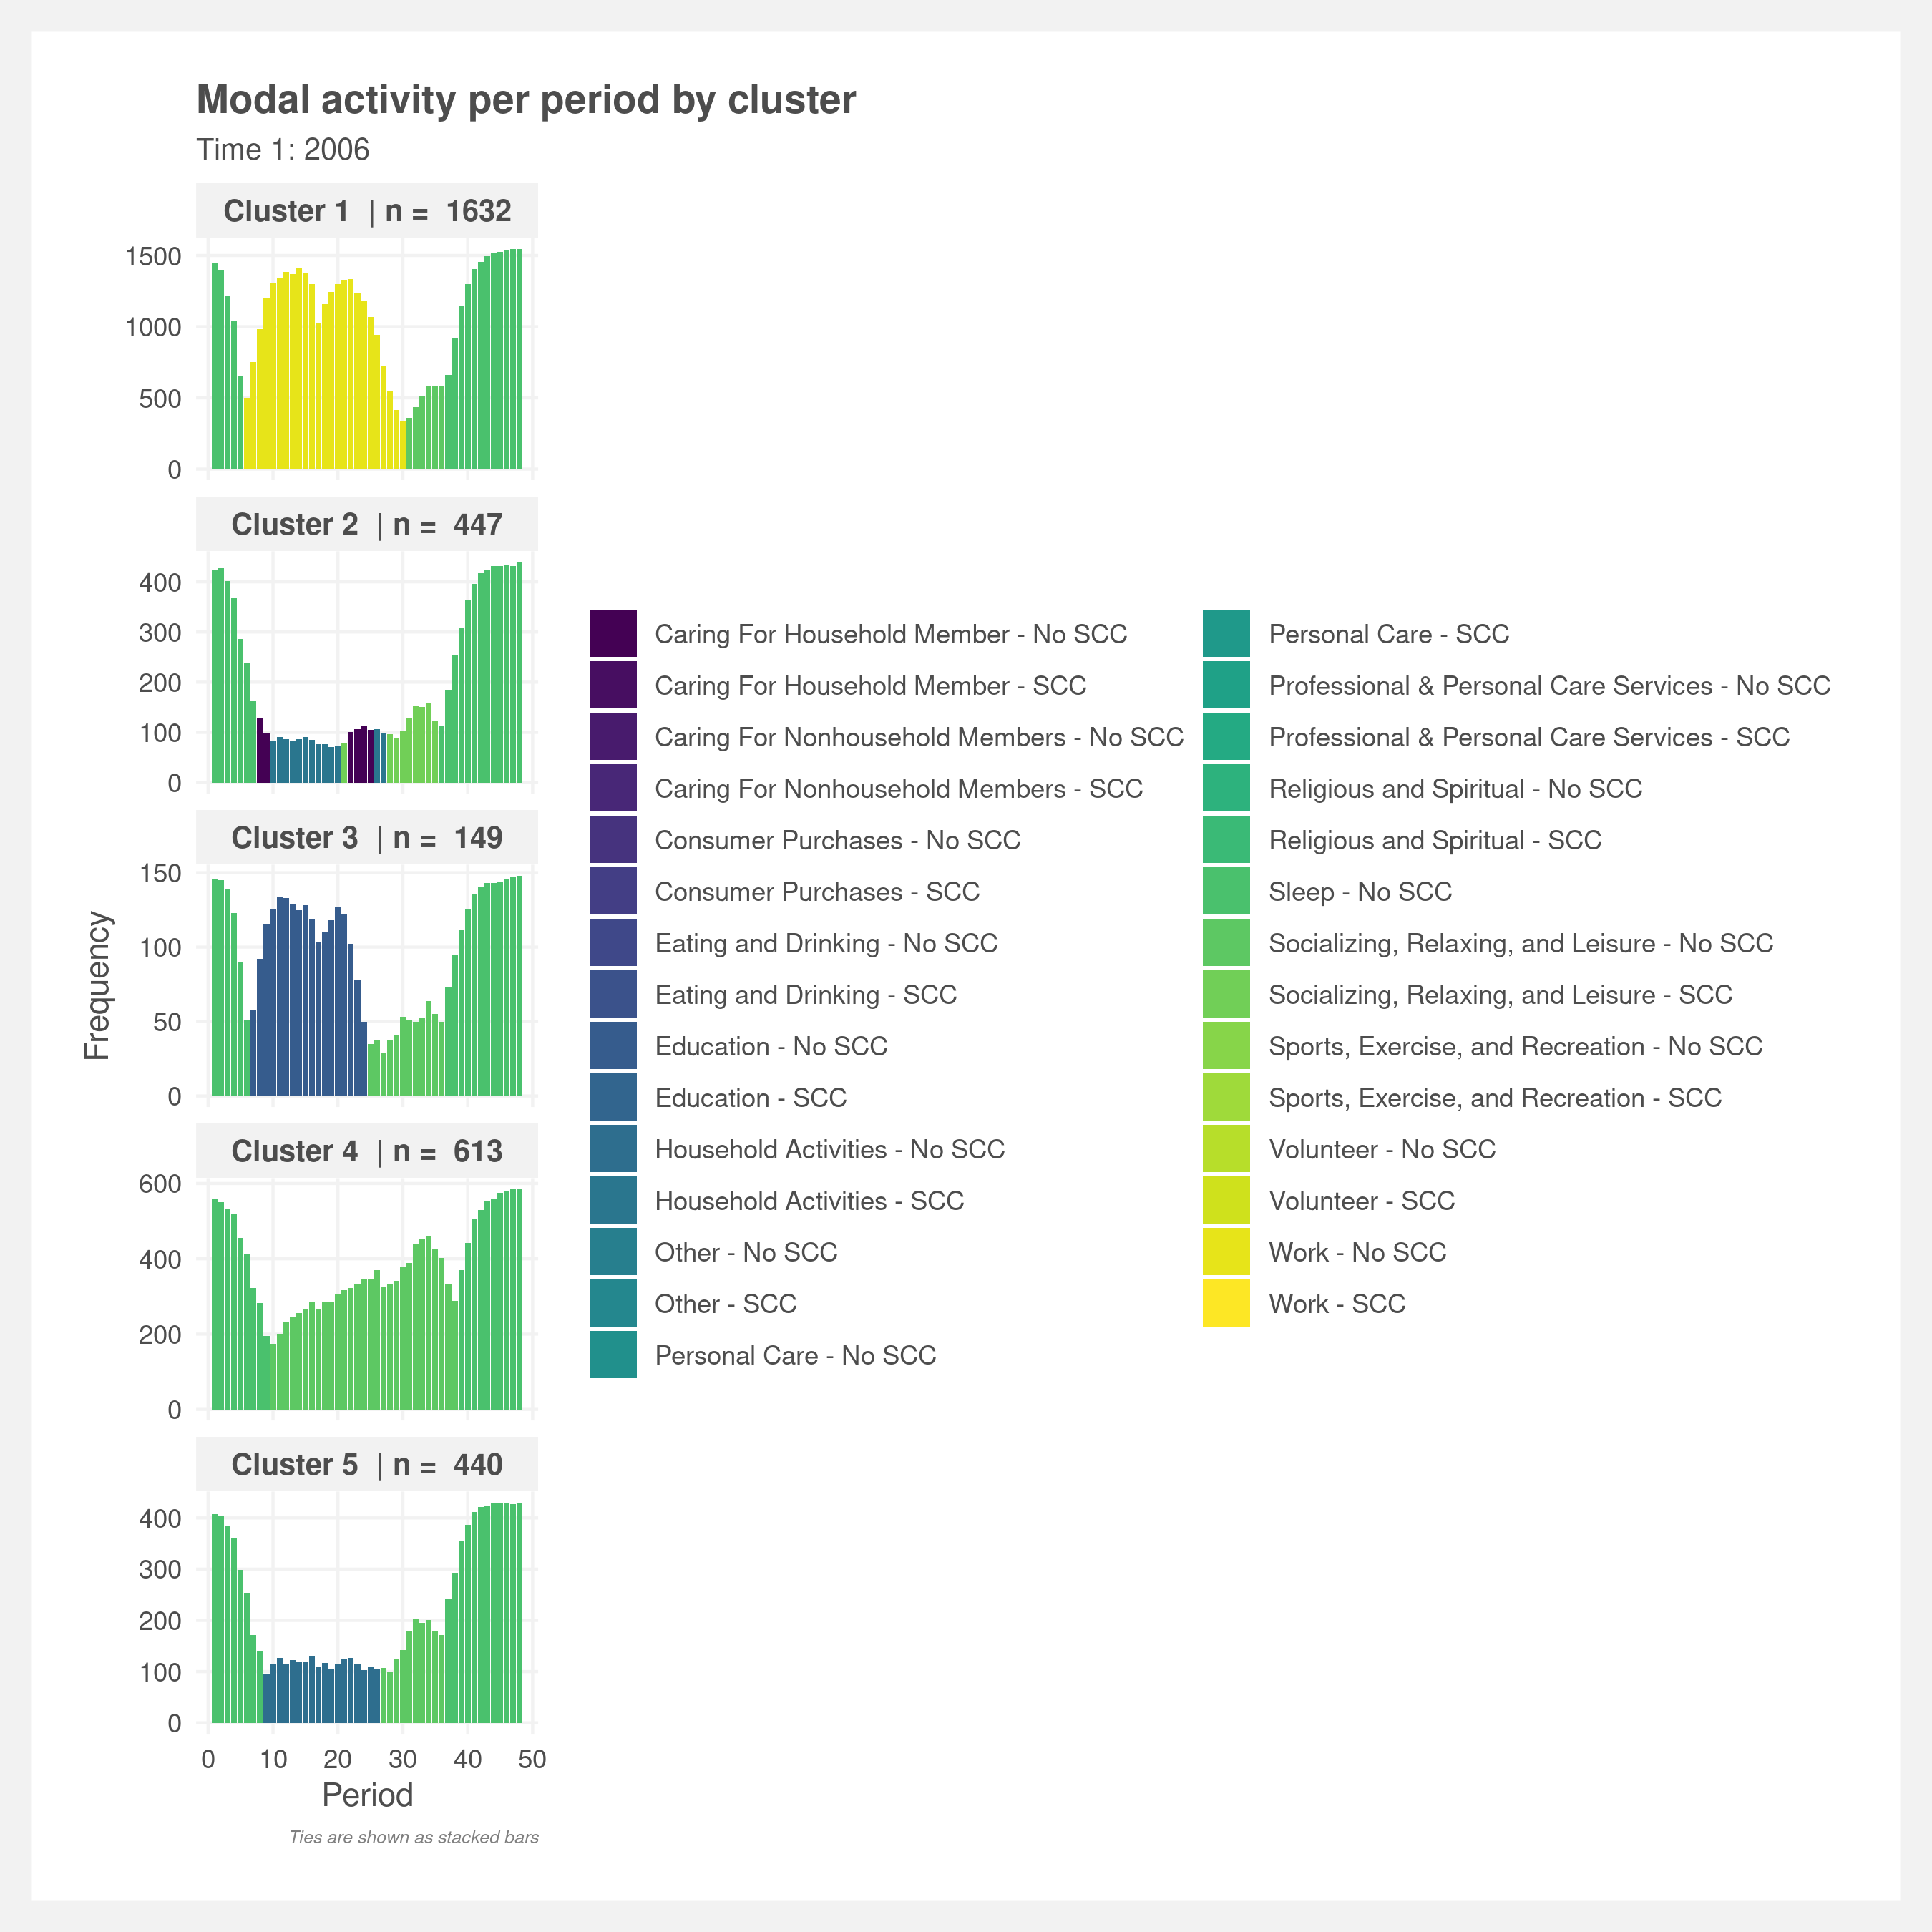 Modal activity per period by cluster
Time 1: 2006
Cluster 1 | n = 1632
1500
1000
500
0
Cluster 2 | n = 447
400
300
200
100
0
Cluster 3 | n = 149
150
100
50
0
Cluster 4 | n = 613
600
400
200
0
Cluster 5 | n = 440
400
300
200
100
0
0 10 20 30 40 50
Period
Frequency
Ties are shown as stacked bars
Caring For Household Member - No SCC
Caring For Household Member - SCC
Caring For Nonhousehold Members - No SCC
Caring For Nonhousehold Members - SCC
Consumer Purchases - No SCC
Consumer Purchases - SCC
Eating and Drinking - No SCC
Eating and Drinking - SCC
Education - No SCC
Education - SCC
Household Activities - No SCC
Household Activities - SCC
Other - No SCC
Other - SCC
Personal Care - No SCC
Personal Care - SCC
Professional & Personal Care Services - No SCC
Professional & Personal Care Services - SCC
Religious and Spiritual - No SCC
Religious and Spiritual - SCC
Sleep - No SCC
Socializing, Relaxing, and Leisure - No SCC
Socializing, Relaxing, and Leisure - SCC
Sports, Exercise, and Recreation - No SCC
Sports, Exercise, and Recreation - SCC
Volunteer - No SCC
Volunteer - SCC
Work - No SCC
Work - SCC